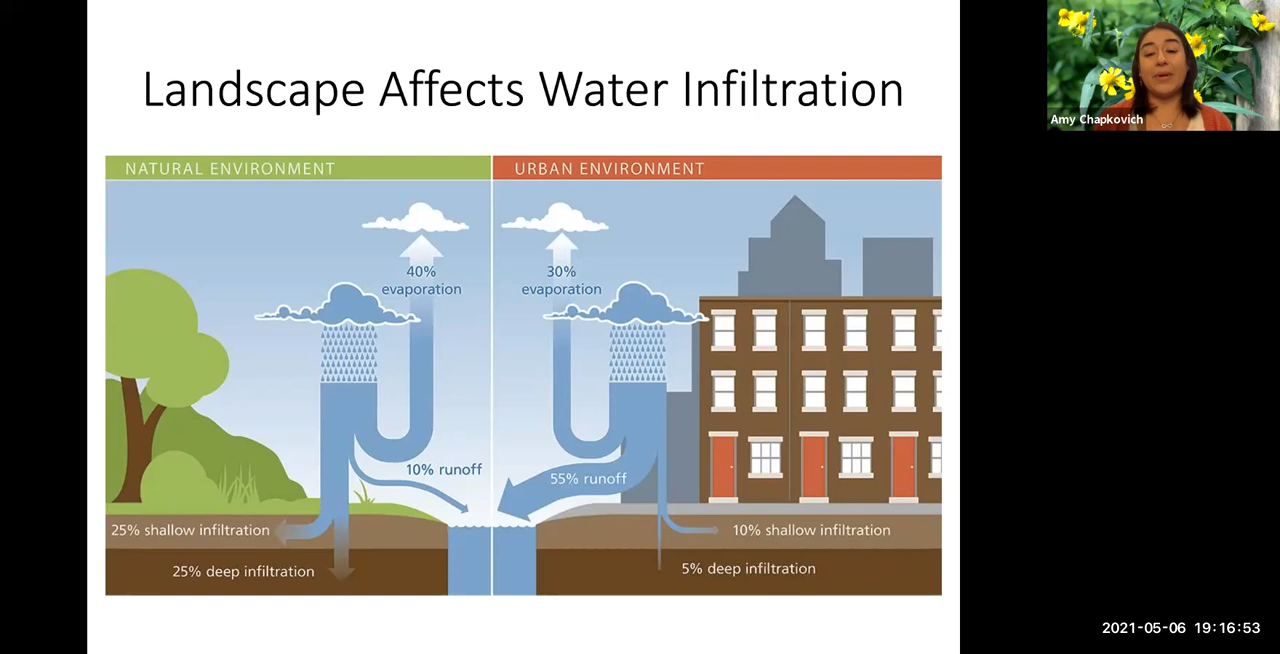 Landscape Affects Water Infiltration
Amy Chapkovich
NATURAL ENVIRONMENT
URBAN ENVIRONMENT
40%
evaporation
30%
evaporation
10% runoff
55% runoff
25% shallow infiltration
10% shallow infiltration
25% deep infiltration
5% deep infiltration
2021-05-06 19:16:53